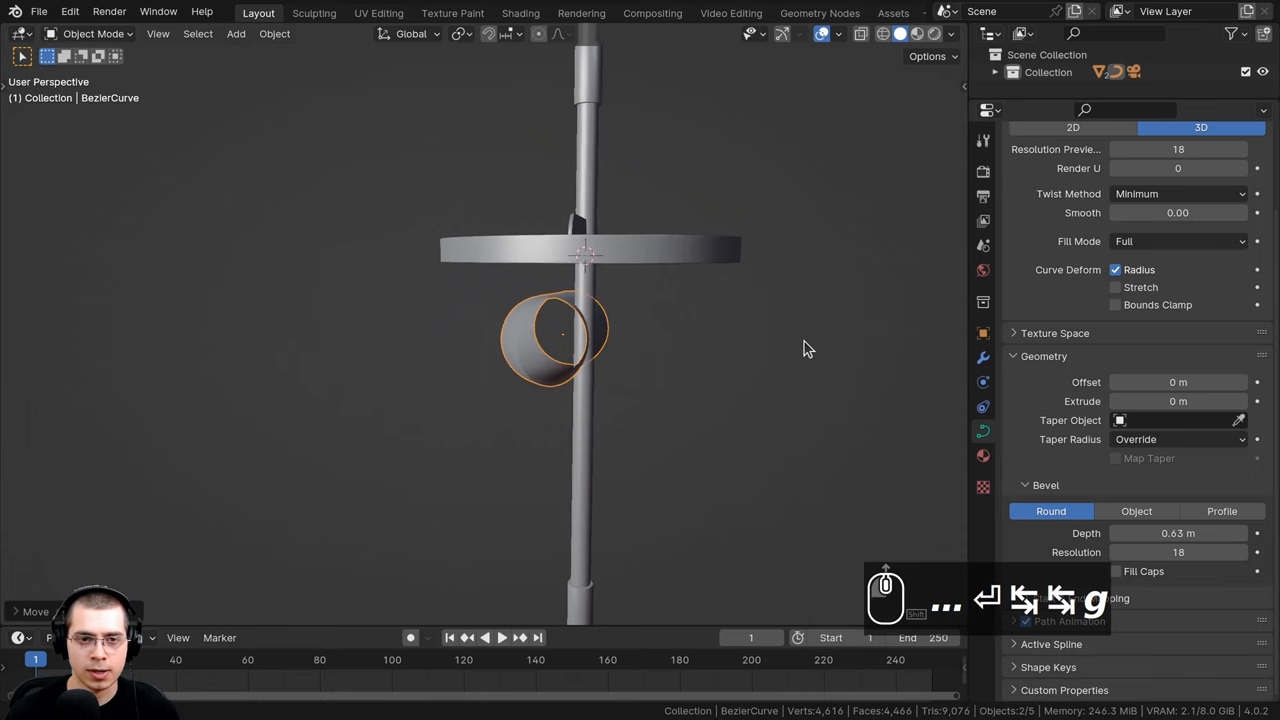 File Edit Render Window Help Layout Sculpting UV Editing Texture Paint Shading Rendering Compositing Video Editing Geometry Nodes Assets Scene View Layer
Object Mode View Select Add Object Global
Options
User Perspective
(1) Collection | BezierCurve
Scene Collection
Collection
2
2D 3D
Resolution Previe... 18
Render U 0
Twist Method Minimum
Smooth 0.00
Fill Mode Full
Curve Deform Radius
Stretch
Bounds Clamp
Texture Space
Geometry
Offset 0 m
Extrude 0 m
Taper Object
Taper Radius Override
Map Taper
Bevel
Round Object Profile
Depth 0.63 m
Resolution 18
Fill Caps
Path Animation
Active Spline
Shape Keys
Custom Properties
Shift ... g
Move
View Marker 1 Start 1 End 250
1 40 60 80 100 120 140 160 180 200 220 240
Collection | BezierCurve Verts:4,616 Faces:4,466 Tris:9,076 Objects:2/5 Memory: 246.3 MiB VRAM: 2.1/8.0 GiB 4.0.2